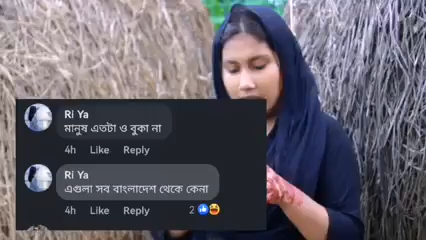 Ri Ya
মানুষ এতটা ও বুকা না
4h Like Reply
Ri Ya
এগুলা সব বাংলাদেশ থেকে কেনা
4h Like Reply 2